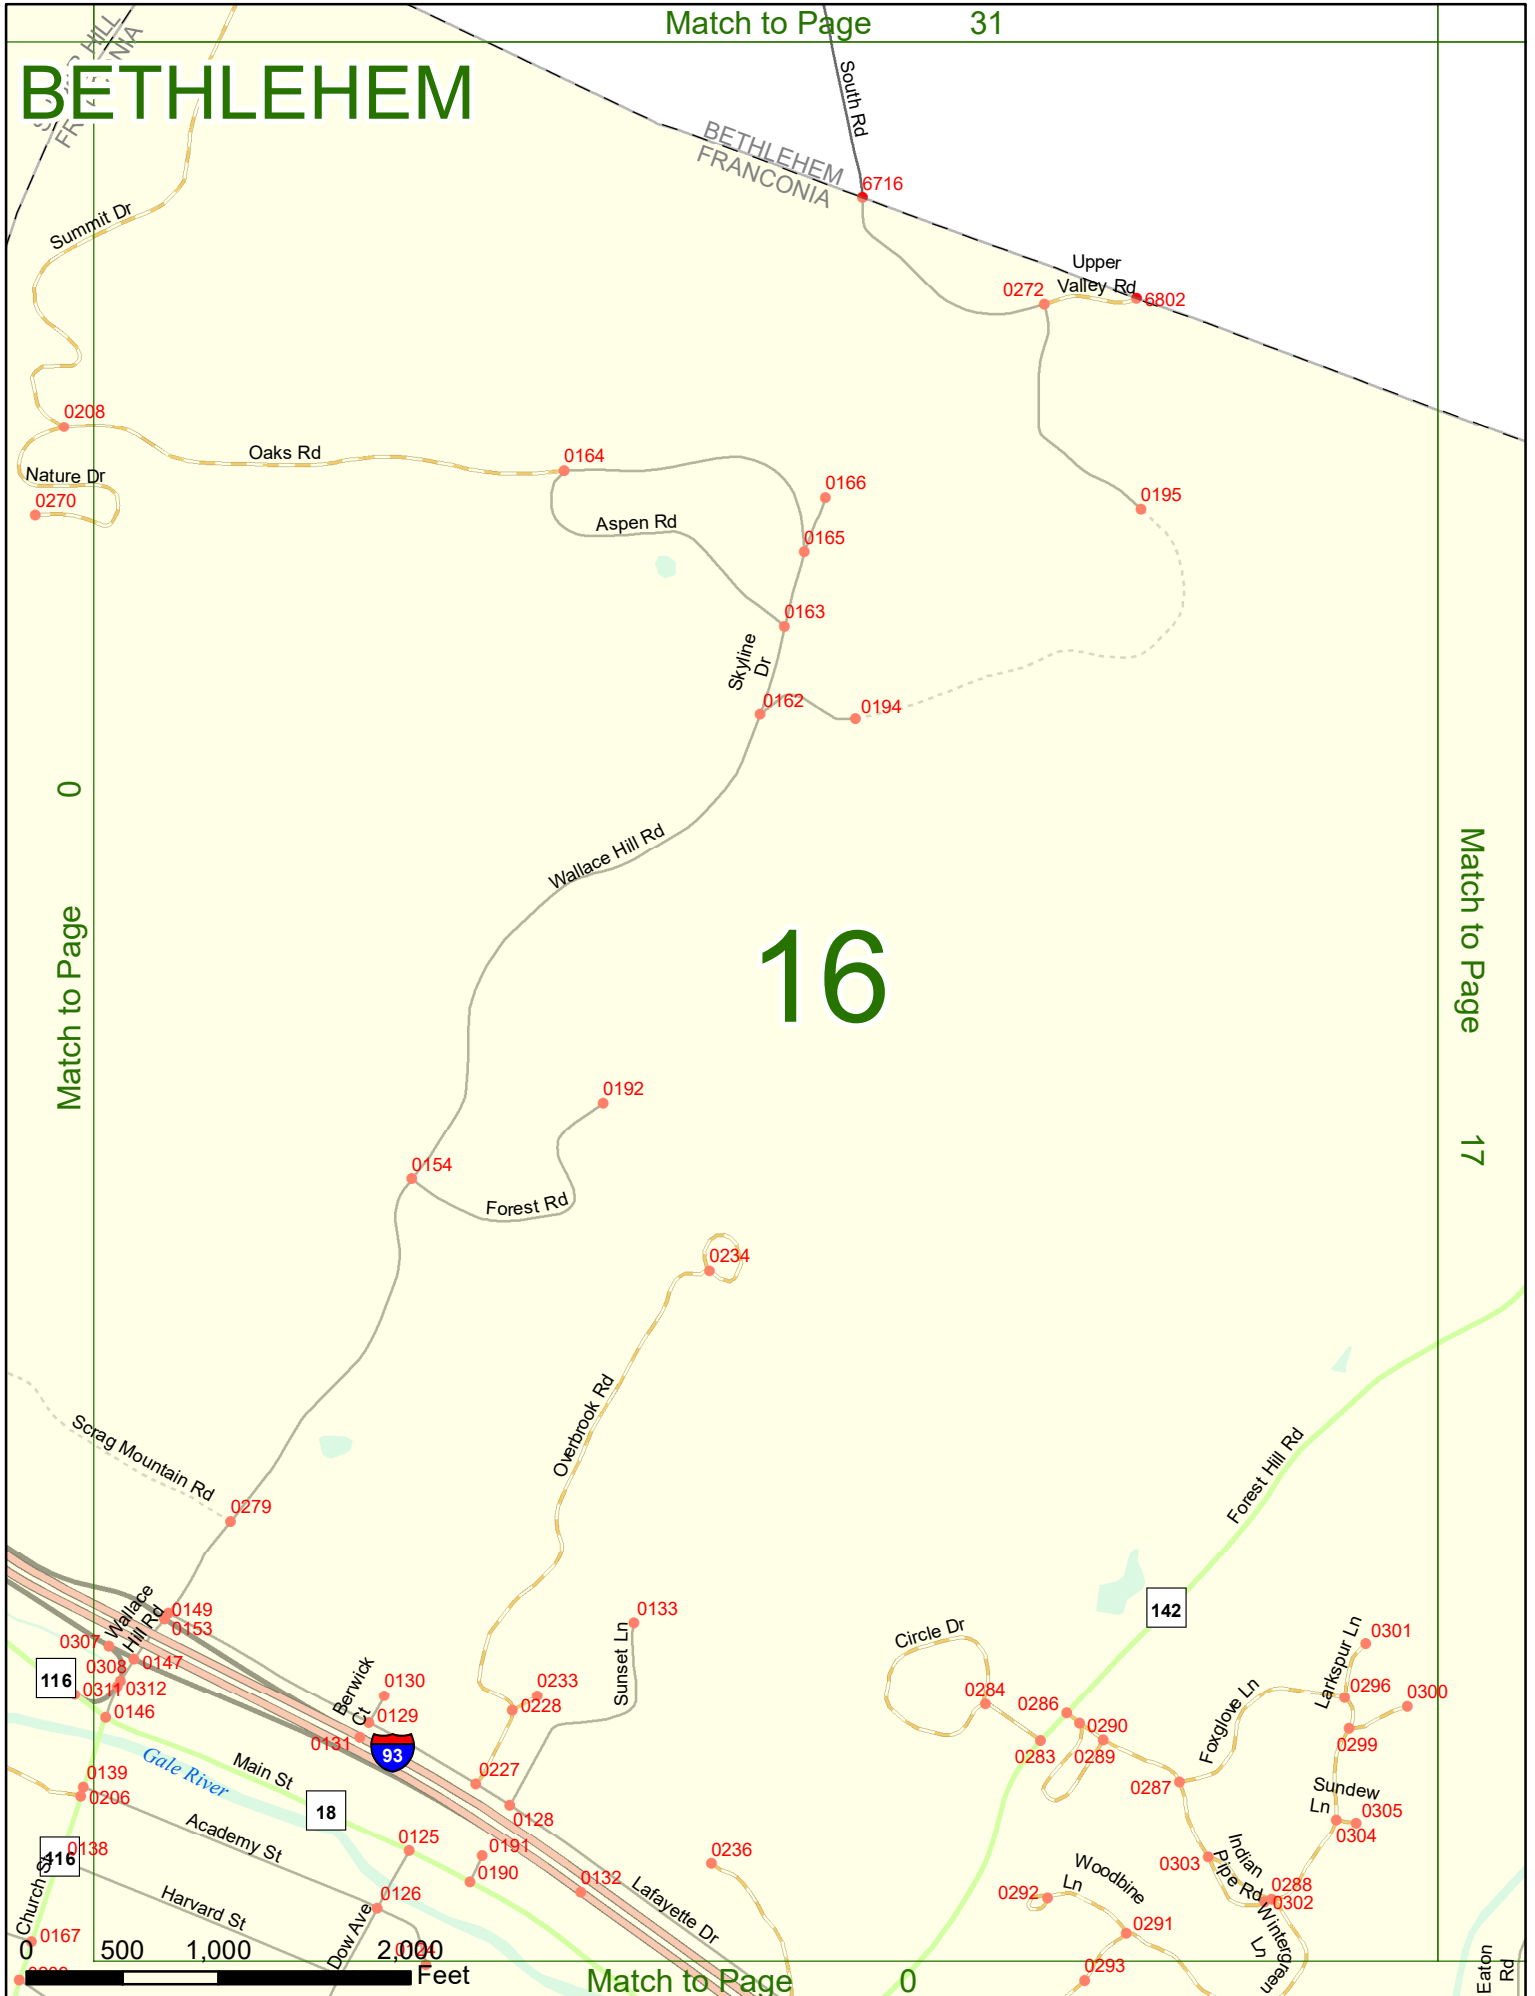 Match to Page 31
BETHLEHEM
FRANCONIA
South Rd
BETHLEHEM
FRANCONIA
6716
Summit Dr
Upper
Valley Rd
0272
6802
0208
Oaks Rd
0164
Nature Dr
0270
0166
Aspen Rd
0165
0195
0163
Skyline
Dr
0162
0194
Match to Page 0
Wallace Hill Rd
16
Match to Page 17
0192
0154
Forest Rd
0234
Overbrook Rd
Scrag Mountain Rd
0279
Forest Hill Rd
142
Wallace
Hill Rd
0149
0153
0307
0147
0308
0312
116
0311
0146
Berwick
Ct
0130
0129
0131
93
0233
0228
0133
Sunset Ln
0227
0128
Circle Dr
0284
0286
0290
0283
0289
0287
Foxglove Ln
Larkspur Ln
0301
0296
0300
0299
Sundew
Ln
0305
0304
Gale River
Main St
18
0139
0206
Academy St
0138
116
Church St
Harvard St
0125
0191
0190
0126
Dow Ave
0132
Lafayette Dr
0236
0303
Indian
Pipe Rd
0288
0302
Wintergreen
Ln
Woodbine
Ln
0292
0291
0293
Eaton
Rd
0167
0 500 1,000 2,000
Feet
Match to Page 0